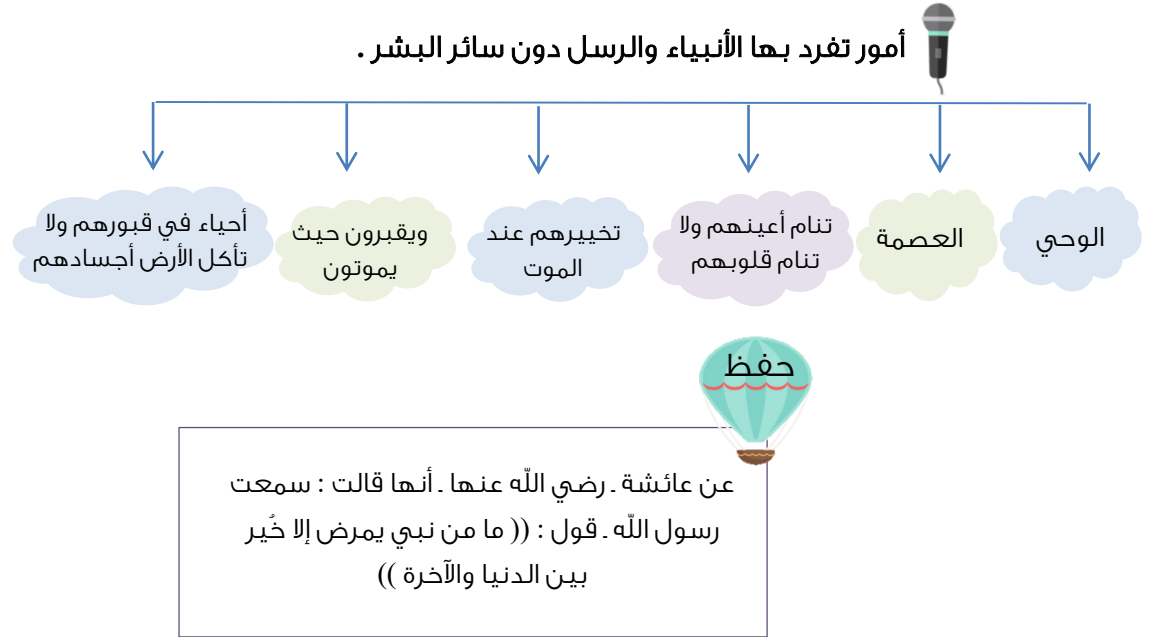 أمور تفرد بها الأنبياء والرسل دون سائر البشر .
الوحي
العصمة
تنام أعينهم ولا
تنام قلوبهم
تخييرهم عند
الموت
ويقبرون حيث
يموتون
أحياء في قبورهم ولا
تأكل الأرض أجسادهم
حفظ
عن عائشة ـ رضي اللّه عنها ـ أنها قالت : سمعت
رسول اللّه ـ قول : (( ما من نبي يمرض إلا خُير
بين الدنيا والآخرة ))